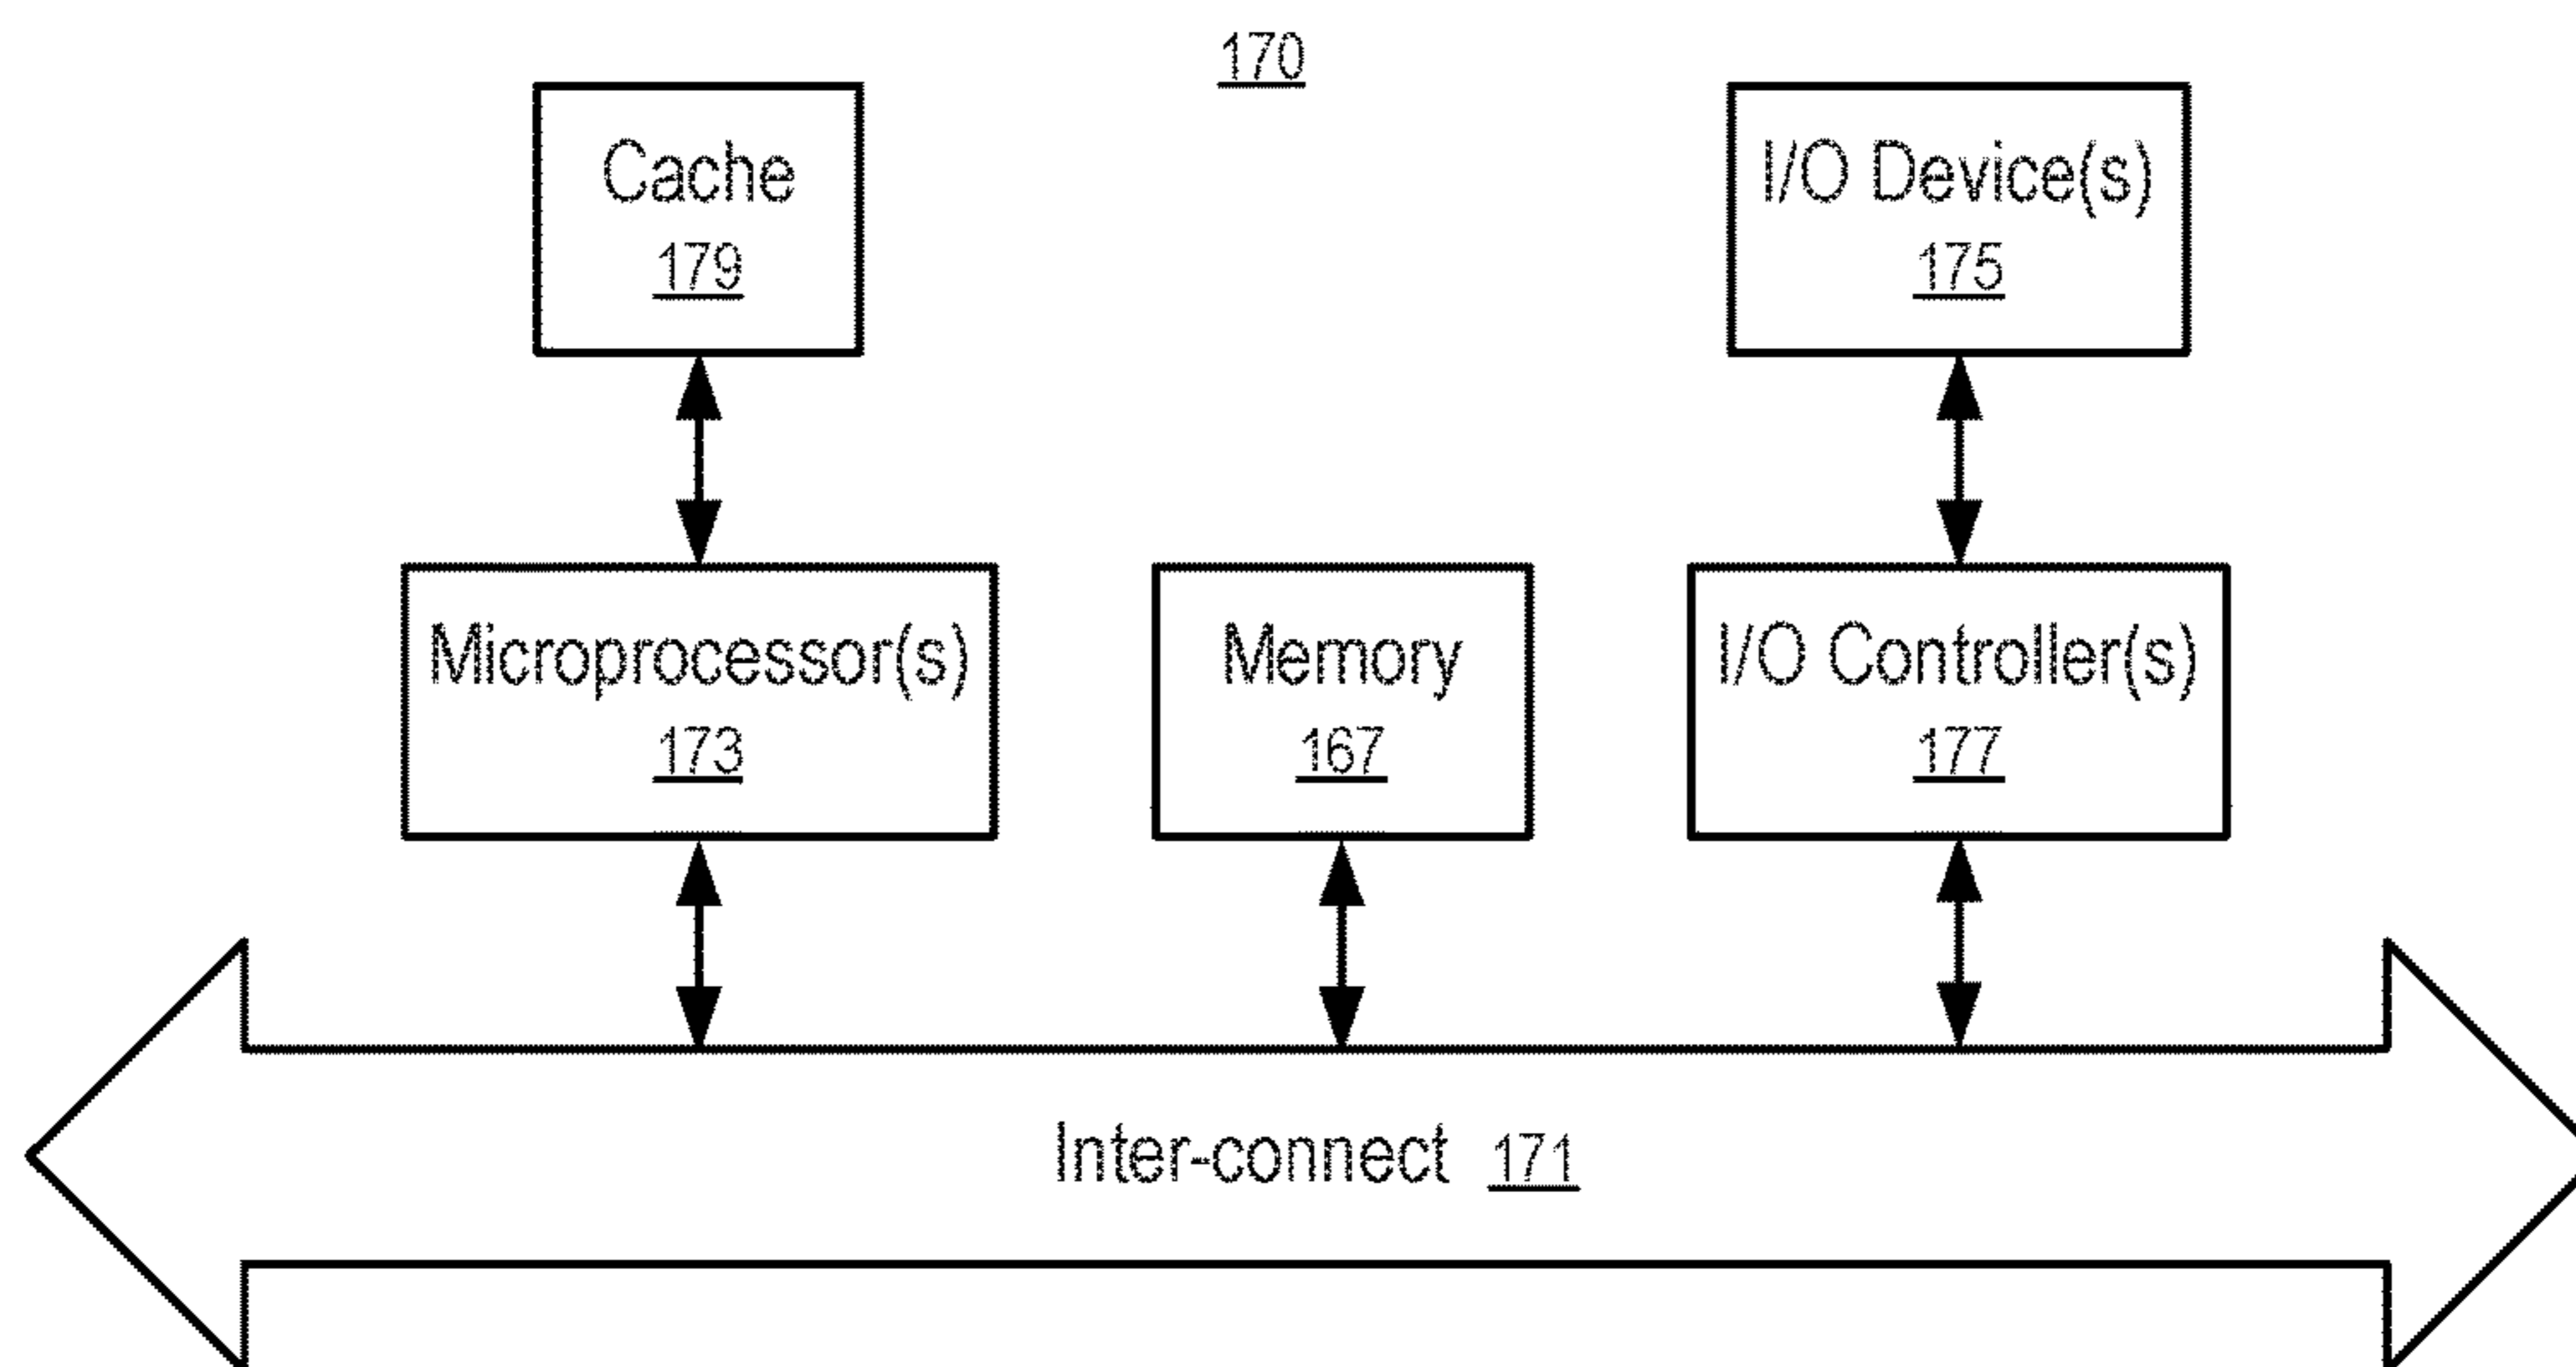 170
Cache
179
I/O Device(s)
175
Microprocessor(s)
173
Memory
167
I/O Controller(s)
177
Inter-connect 171